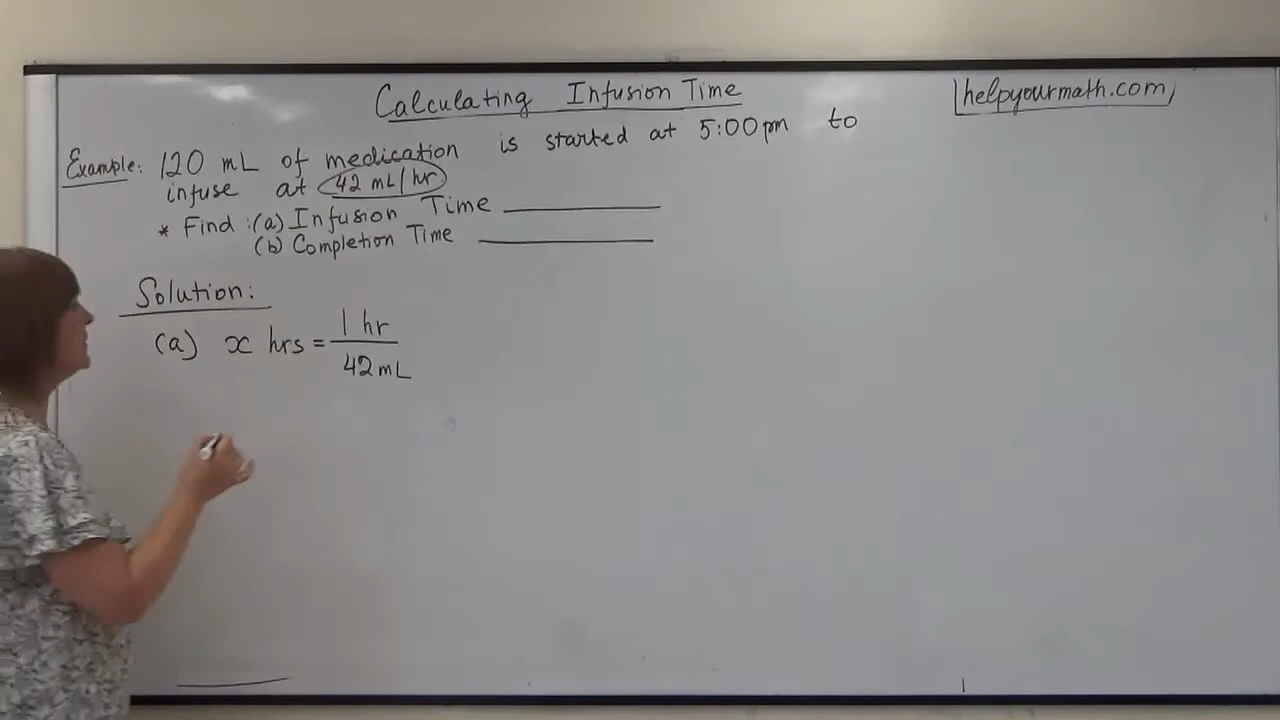 Calculating Infusion Time
helpyourmath.com
Example: 120 mL of medication is started at 5:00pm to
infuse at 42 mL/hr
* Find: (a) Infusion Time
(b) Completion Time
Solution:
(a) x hrs = 1 hr
42 mL